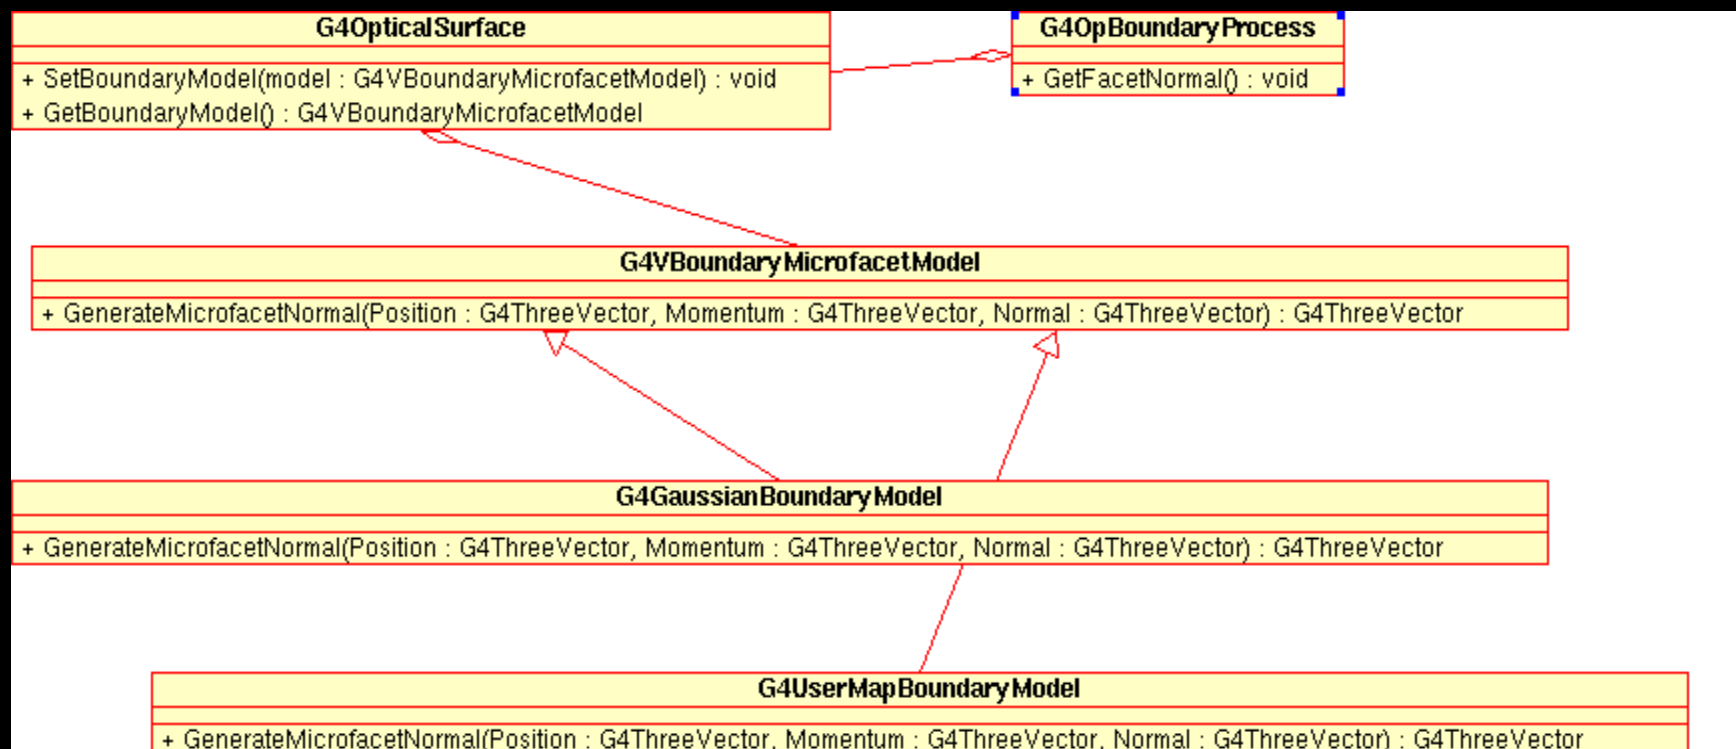 G4OpticalSurface
+ SetBoundaryModel(model : G4VBoundaryMicrofacetModel) : void
+ GetBoundaryModel() : G4VBoundaryMicrofacetModel
G4OpBoundaryProcess
+ GetFacetNormal() : void
G4VBoundaryMicrofacetModel
+ GenerateMicrofacetNormal(Position : G4ThreeVector, Momentum : G4ThreeVector, Normal : G4ThreeVector) : G4ThreeVector
G4GaussianBoundaryModel
+ GenerateMicrofacetNormal(Position : G4ThreeVector, Momentum : G4ThreeVector, Normal : G4ThreeVector) : G4ThreeVector
G4UserMapBoundaryModel
+ GenerateMicrofacetNormal(Position : G4ThreeVector, Momentum : G4ThreeVector, Normal : G4ThreeVector) : G4ThreeVector